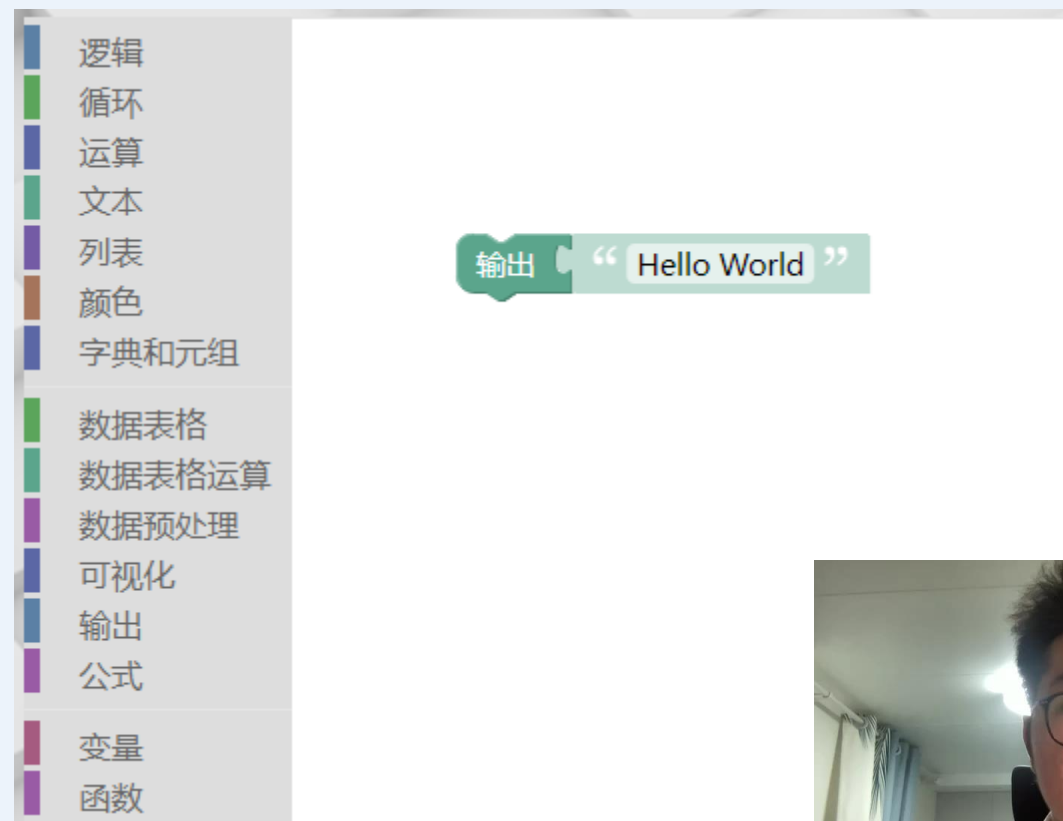 逻辑
循环
运算
文本
列表
颜色
字典和元组
数据表格
数据表格运算
数据预处理
可视化
输出
公式
变量
函数
输出 “ Hello World ”